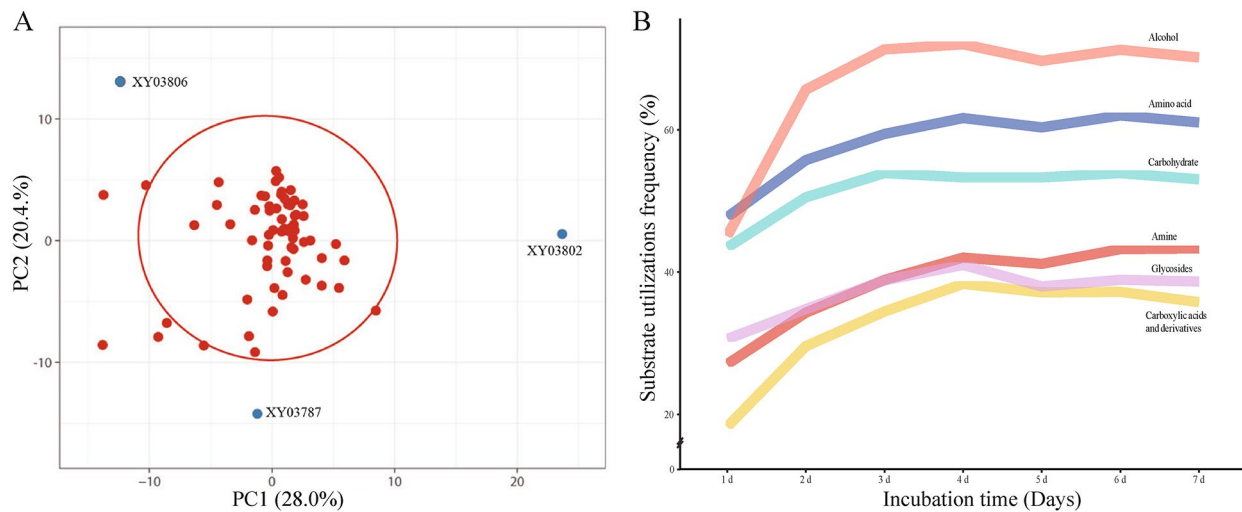 A
PC2 (20.4.%)
10
0
-10
XY03806
XY03802
XY03787
-10
0
10
20
PC1 (28.0%)
B
Substrate utilizations frequency (%)
60
40
20
0
Alcohol
Amino acid
Carbohydrate
Amine
Glycosides
Carboxylic acids
and derivatives
1 d
2 d
3 d
4 d
5 d
6 d
7 d
Incubation time (Days)